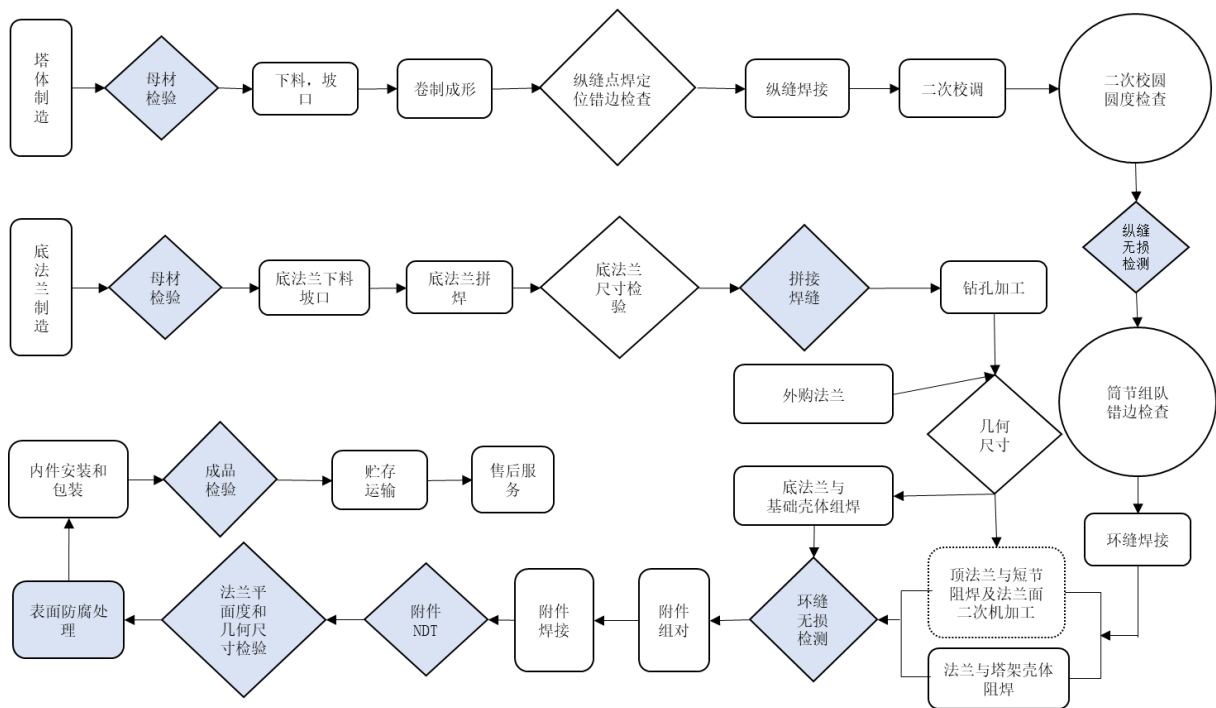 塔
体
制
造
母材
检验
下料，坡
口
卷制成形
纵缝点焊定
位错边检查
纵缝焊接
二次校调
二次校圆
圆度检查
纵缝
无损
检测
底
法
兰
制
造
母材
检验
底法兰下料
坡口
底法兰拼
焊
底法兰
尺寸检
验
拼接
焊缝
钻孔加工
外购法兰
几何
尺寸
筒节组队
错边检查
内件安装和
包装
成品
检验
贮存
运输
售后服
务
底法兰与
基础壳体组焊
环缝焊接
表面防腐处
理
法兰平
面度和
几何尺
寸检验
附件
NDT
附件
焊接
附件
组对
环缝
无损
检测
顶法兰与短节
阻焊及法兰面
二次机加工
法兰与塔架壳体
阻焊